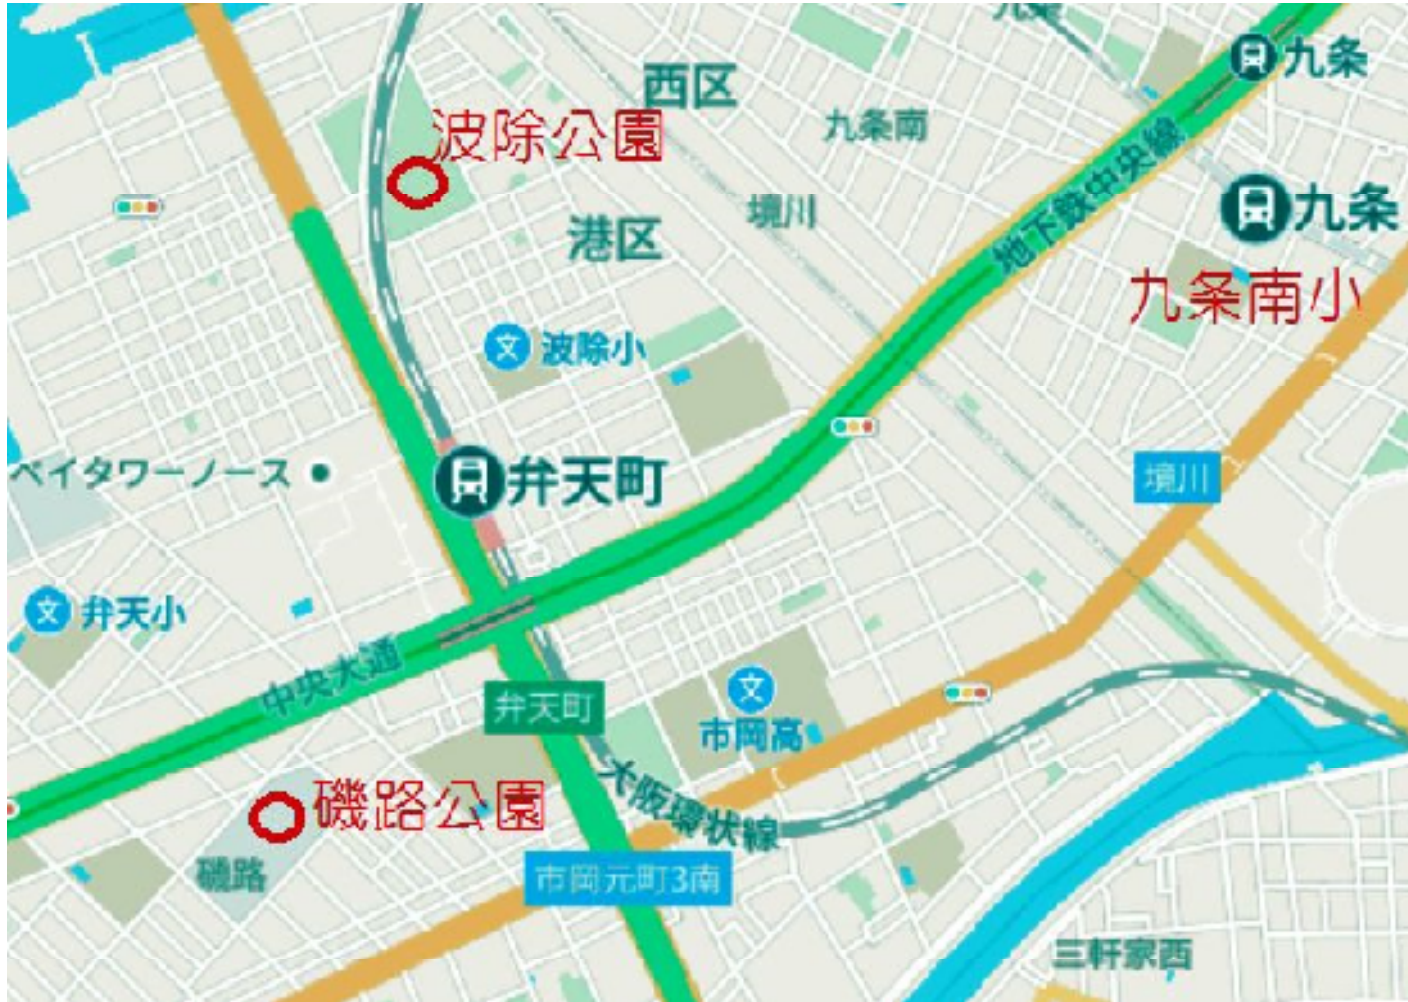 九条
九条
西区
波除公園
九条南
地下鉄中央線
九条
境川
港区
九条南小
波除小
弁天町
境川
ベイタワーノース
弁天小
中央大通
弁天町
市岡高
大阪環状線
磯路公園
磯路
市岡元町3南
三軒家西